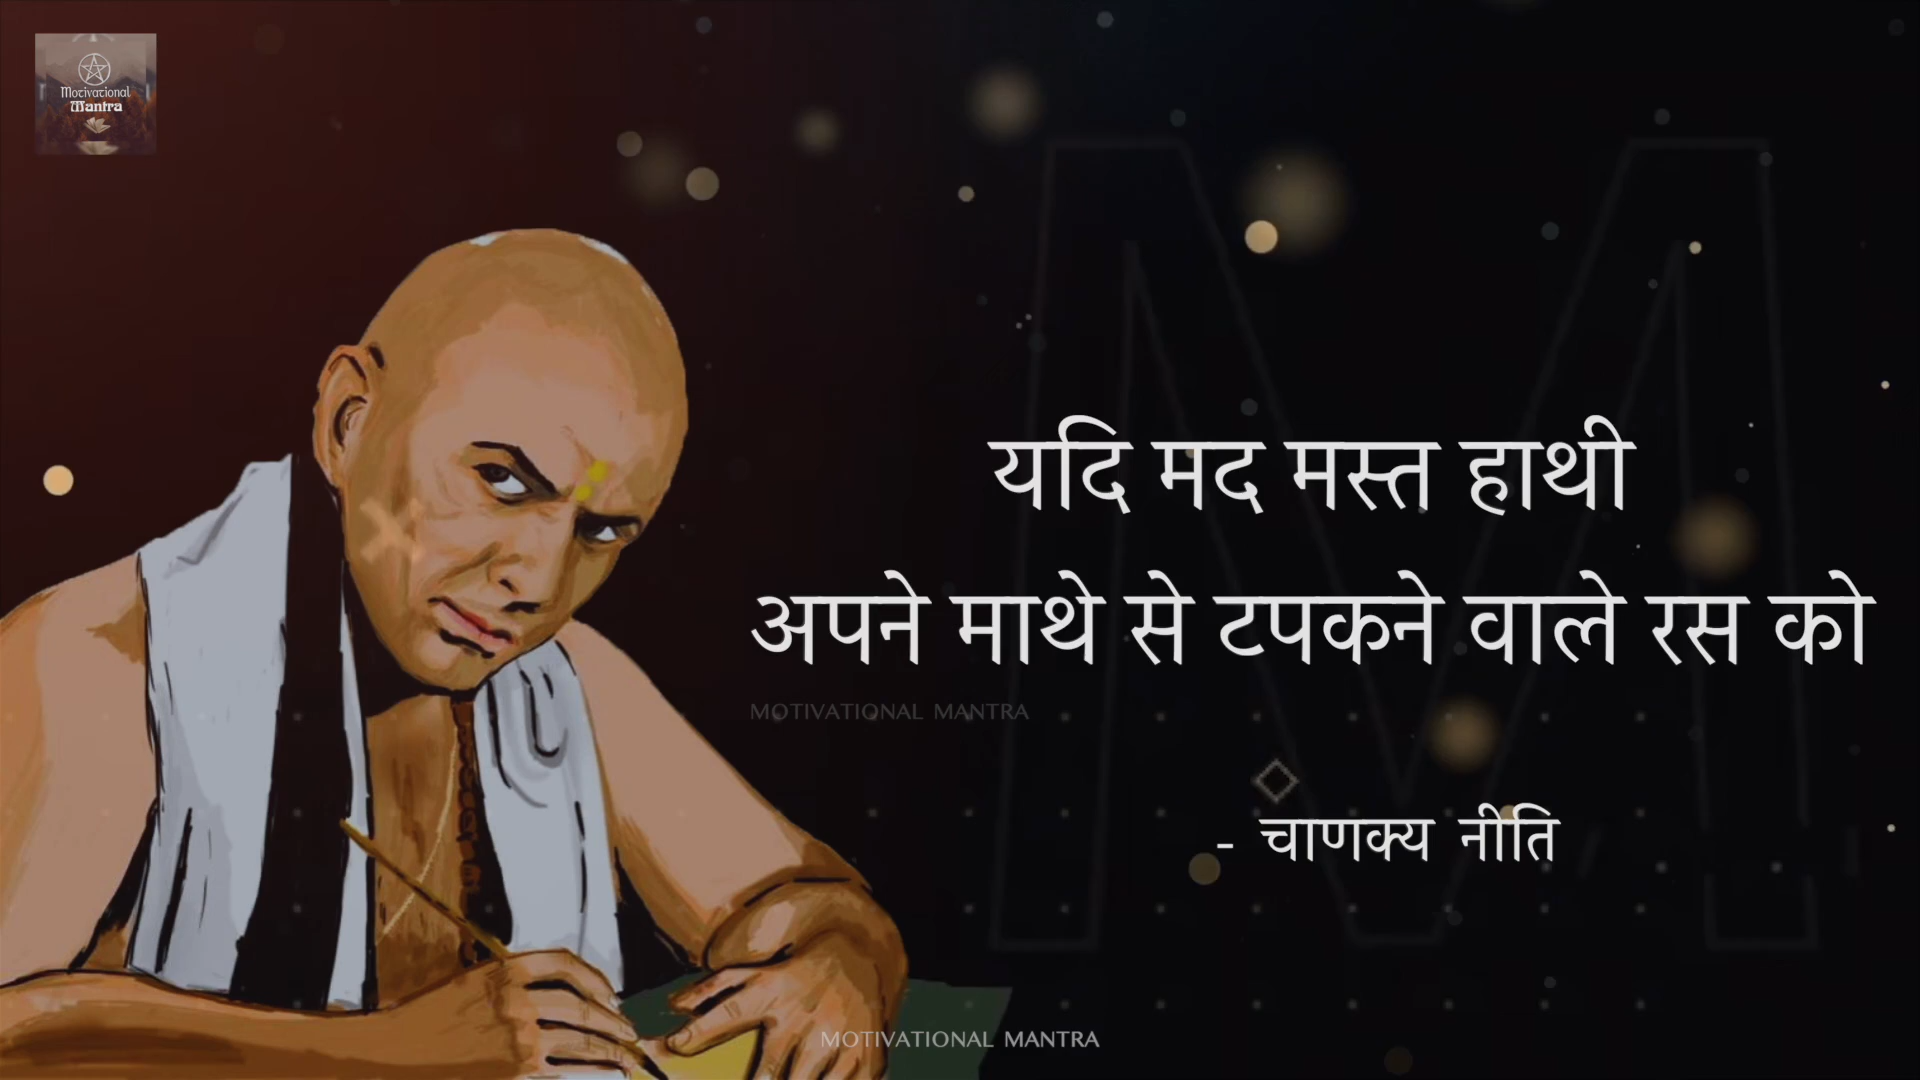 Motivational
Mantra
यदि मद मस्त हाथी
अपने माथे से टपकने वाले रस को
MOTIVATIONAL MANTRA
- चाणक्य नीति
MOTIVATIONAL MANTRA